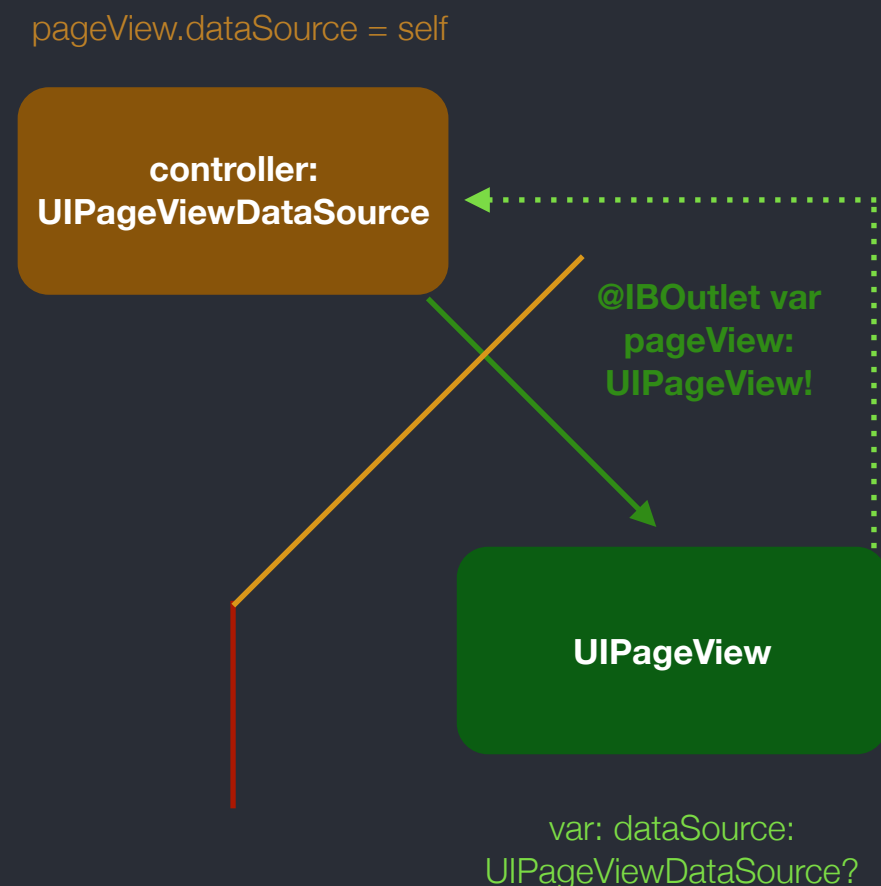 pageView.dataSource = self
controller:
UIPageViewDataSource
@IBOutlet var
pageView:
UIPageView!
UIPageView
var: dataSource:
UIPageViewDataSource?